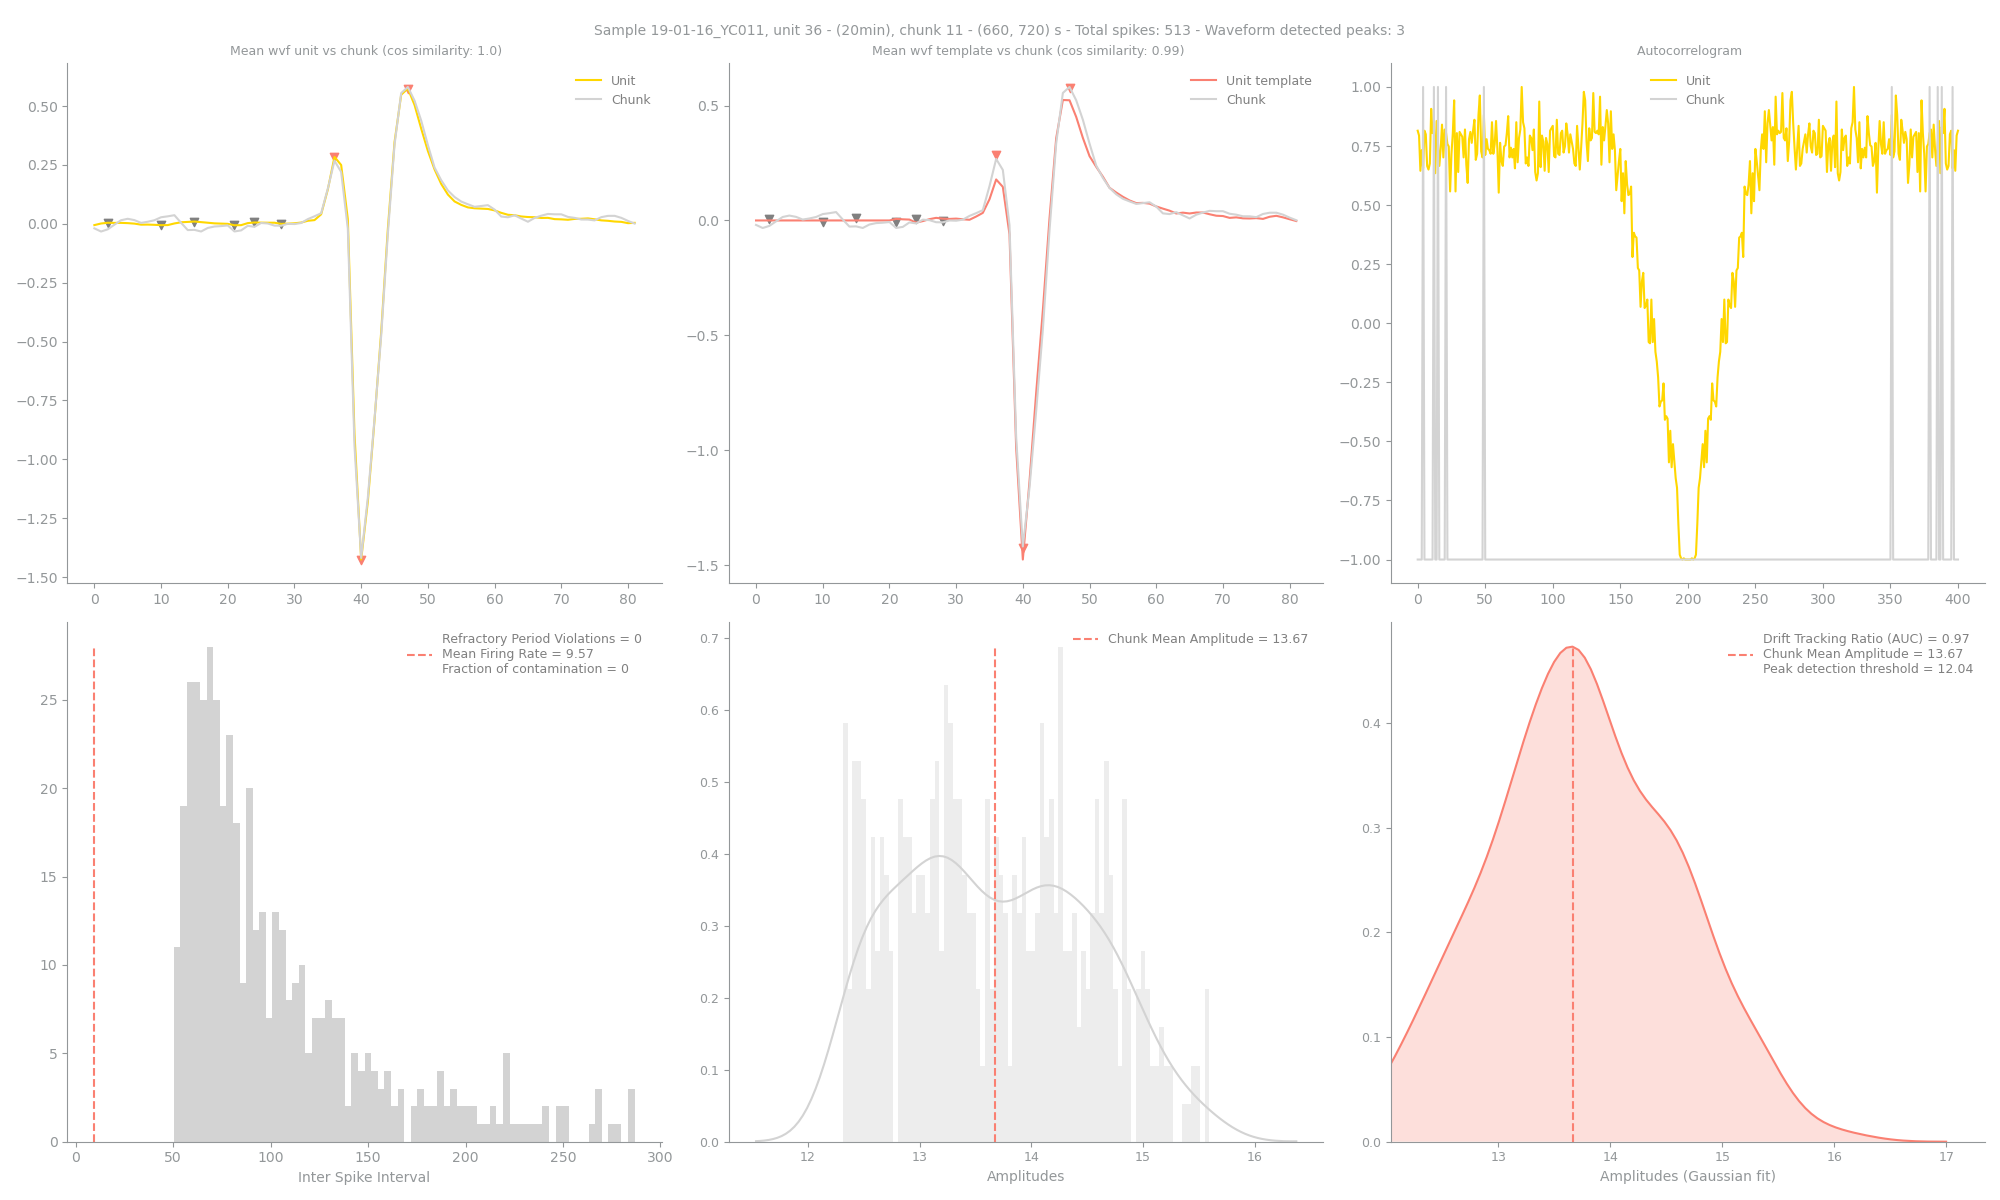 Sample 19-01-16_YC011, unit 36 - (20min), chunk 11 - (660, 720) s - Total spikes: 513 - Waveform detected peaks: 3
Mean wvf unit vs chunk (cos similarity: 1.0)
Unit
Chunk
0.50
0.25
0.00
−0.25
−0.50
−0.75
−1.00
−1.25
−1.50
0 10 20 30 40 50 60 70 80
Mean wvf template vs chunk (cos similarity: 0.99)
Unit template
Chunk
0.5
0.0
−0.5
−1.0
−1.5
0 10 20 30 40 50 60 70 80
Autocorrelogram
Unit
Chunk
1.00
0.75
0.50
0.25
0.00
−0.25
−0.50
−0.75
−1.00
0 50 100 150 200 250 300 350 400
Refractory Period Violations = 0
Mean Firing Rate = 9.57
Fraction of contamination = 0
25
20
15
10
5
0
0 50 100 150 200 250 300
Inter Spike Interval
Chunk Mean Amplitude = 13.67
0.7
0.6
0.5
0.4
0.3
0.2
0.1
0.0
12 13 14 15 16
Amplitudes
Drift Tracking Ratio (AUC) = 0.97
Chunk Mean Amplitude = 13.67
Peak detection threshold = 12.04
0.4
0.3
0.2
0.1
0.0
13 14 15 16 17
Amplitudes (Gaussian fit)